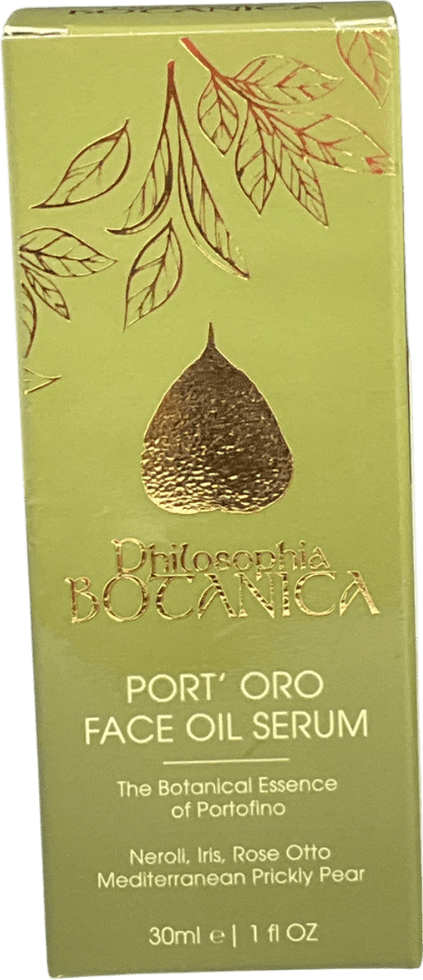 Philosophia
BOTANICA
PORT' ORO
FACE OIL SERUM
The Botanical Essence
of Portofino
Neroli, Iris, Rose Otto
Mediterranean Prickly Pear
30ml e | 1 fl OZ